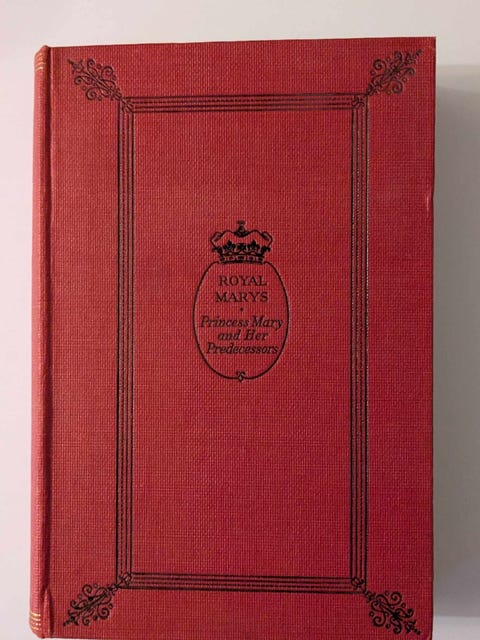 ROYAL
MARYS
Princess Mary
and Her
Predecessors